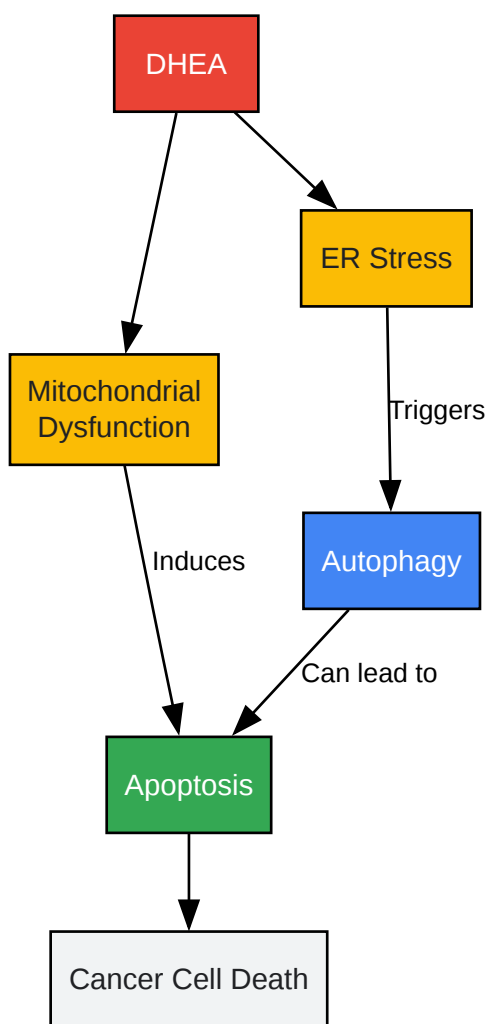 DHEA
ER Stress
Mitochondrial
Dysfunction
Triggers
Induces
Autophagy
Can lead to
Apoptosis
Cancer Cell Death